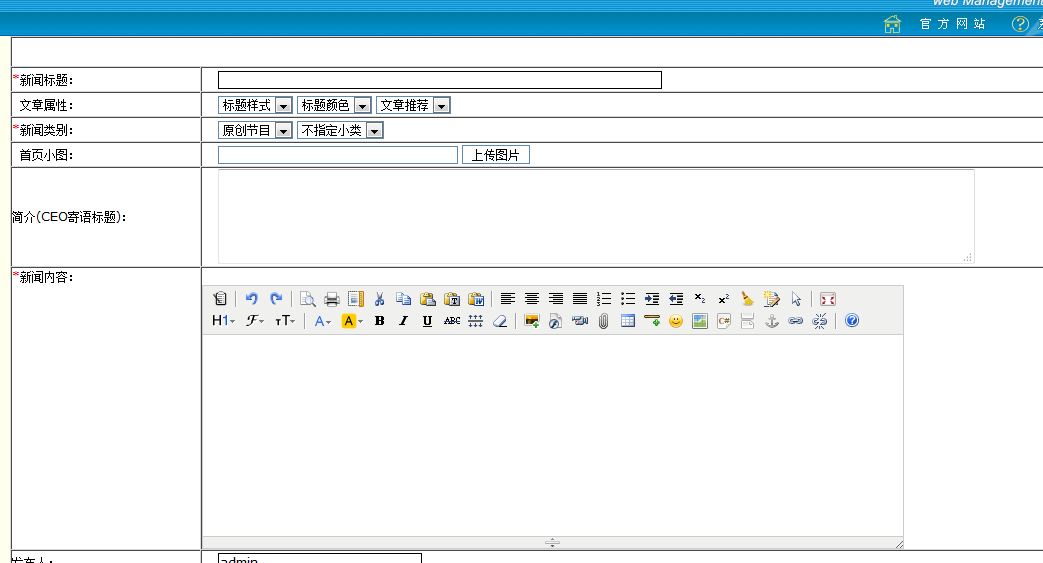 Web Management
官方网站
*新闻标题：
文章属性： 标题样式 标题颜色 文章推荐
*新闻类别： 原创节目 不指定小类
首页小图： 上传图片
简介(CEO寄语标题)：
*新闻内容：
H1 F TT A A B I U ABC
发布人： admin